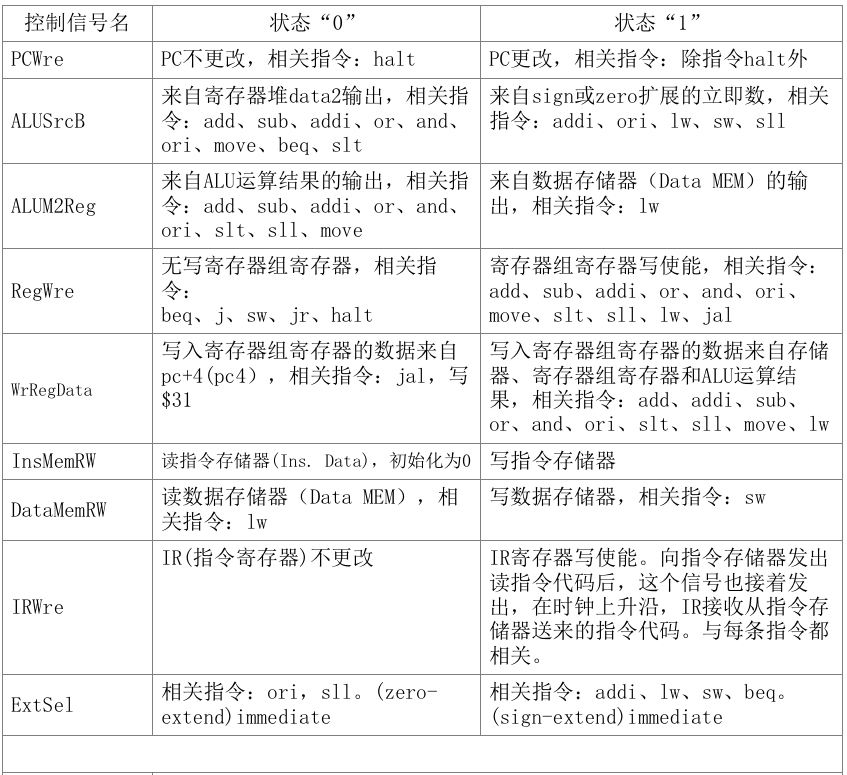 控制信号名 状态“0” 状态“1”
PCWre PC不更改，相关指令：halt PC更改，相关指令：除指令halt外
ALUSrcB
来自寄存器堆data2输出，相关指
令：add、sub、addi、or、and、
ori、move、beq、slt
来自sign或zero扩展的立即数，相关
指令：addi、ori、lw、sw、sll
ALUM2Reg
来自ALU运算结果的输出，相关指
令：add、sub、addi、or、and、
ori、slt、sll、move
来自数据存储器（Data MEM）的输
出，相关指令：lw
RegWre
无写寄存器组寄存器，相关指
令：
beq、j、sw、jr、halt
寄存器组寄存器写使能，相关指令：
add、sub、addi、or、and、ori、
move、slt、sll、lw、jal
WrRegData
写入寄存器组寄存器的数据来自
pc+4(pc4），相关指令：jal，写
$31
写入寄存器组寄存器的数据来自存储
器、寄存器组寄存器和ALU运算结
果，相关指令：add、addi、sub、
or、and、ori、slt、sll、move、lw
InsMemRW 读指令存储器(Ins. Data)，初始化为0 写指令存储器
DataMemRW
读数据存储器（Data MEM），相
关指令：lw
写数据存储器，相关指令：sw
IRWre
IR(指令寄存器)不更改
IR寄存器写使能。向指令存储器发出
读指令代码后，这个信号也接着发
出，在时钟上升沿，IR接收从指令存
储器送来的指令代码。与每条指令都
相关。
ExtSel
相关指令：ori，sll。(zero-
extend)immediate
相关指令：addi、lw、sw、beq。
(sign-extend)immediate